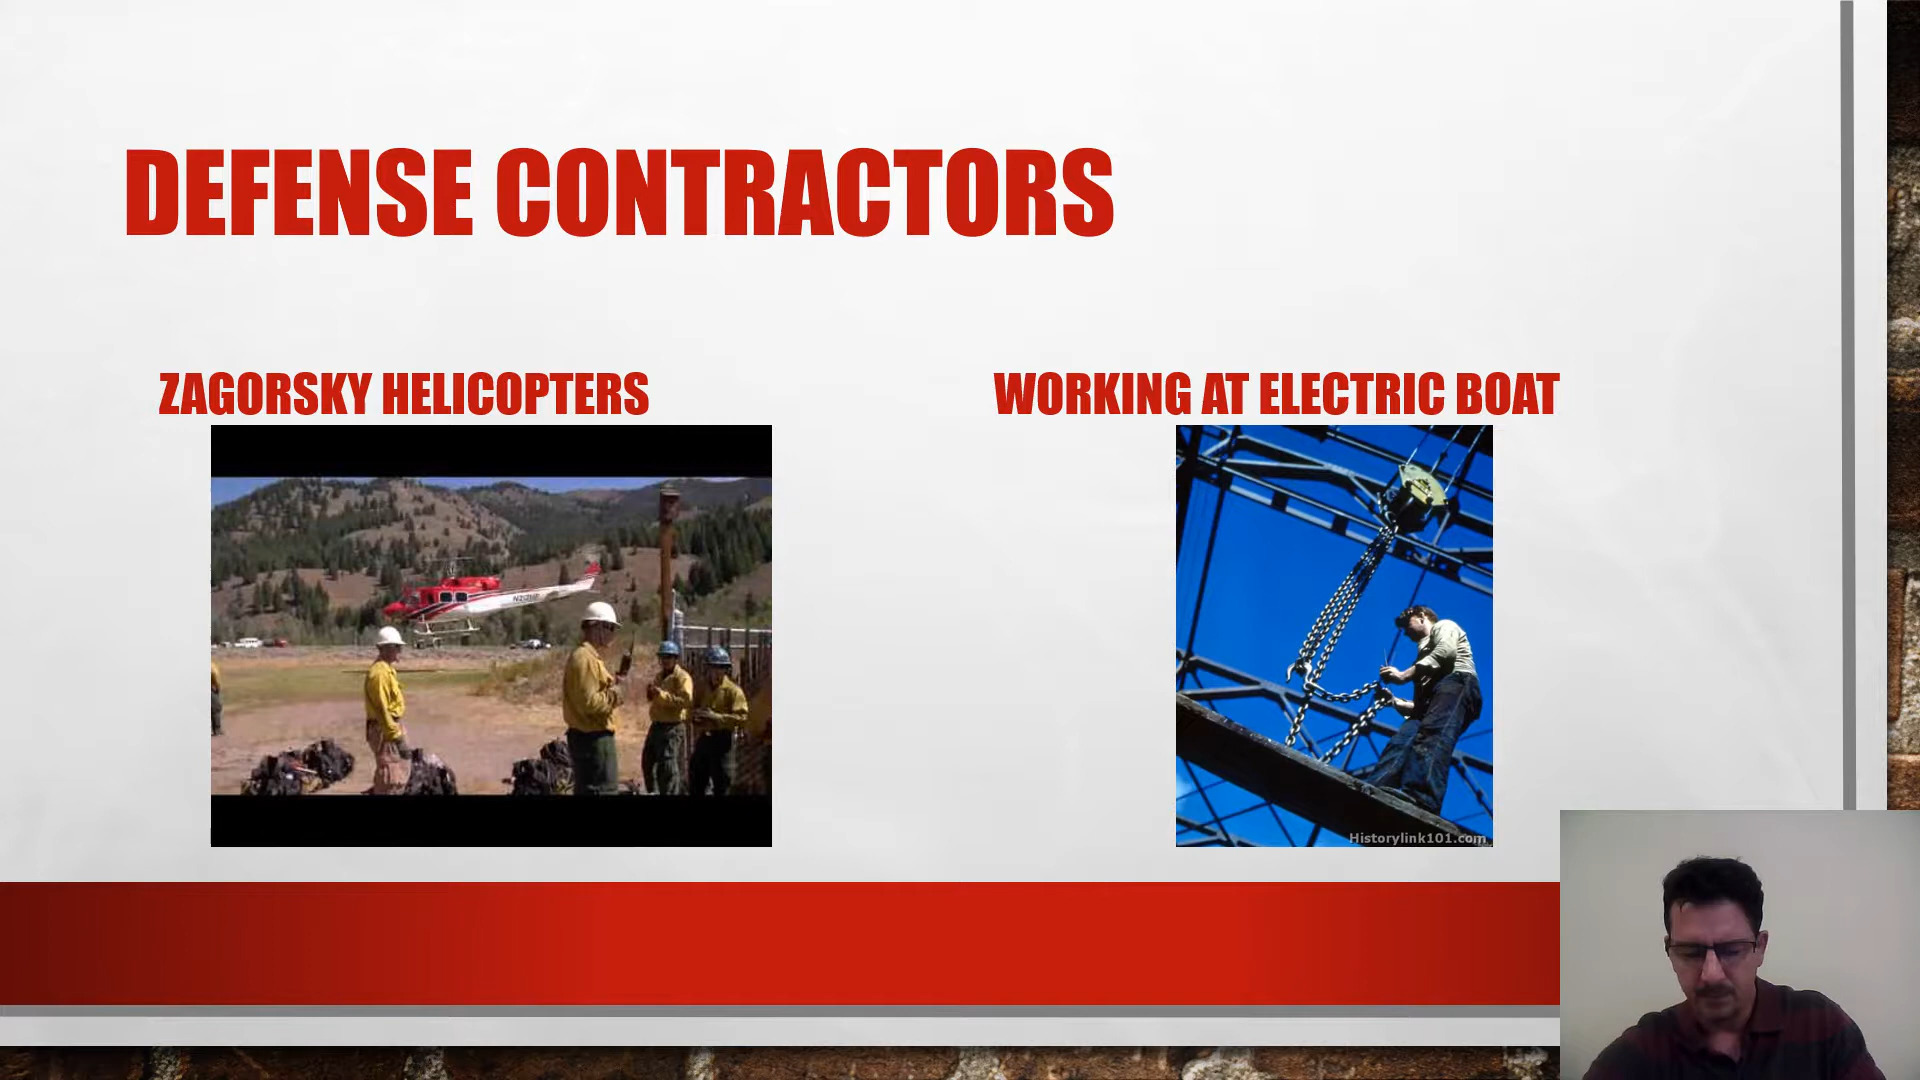 DEFENSE CONTRACTORS
ZAGORSKY HELICOPTERS
WORKING AT ELECTRIC BOAT
Historylink101.com